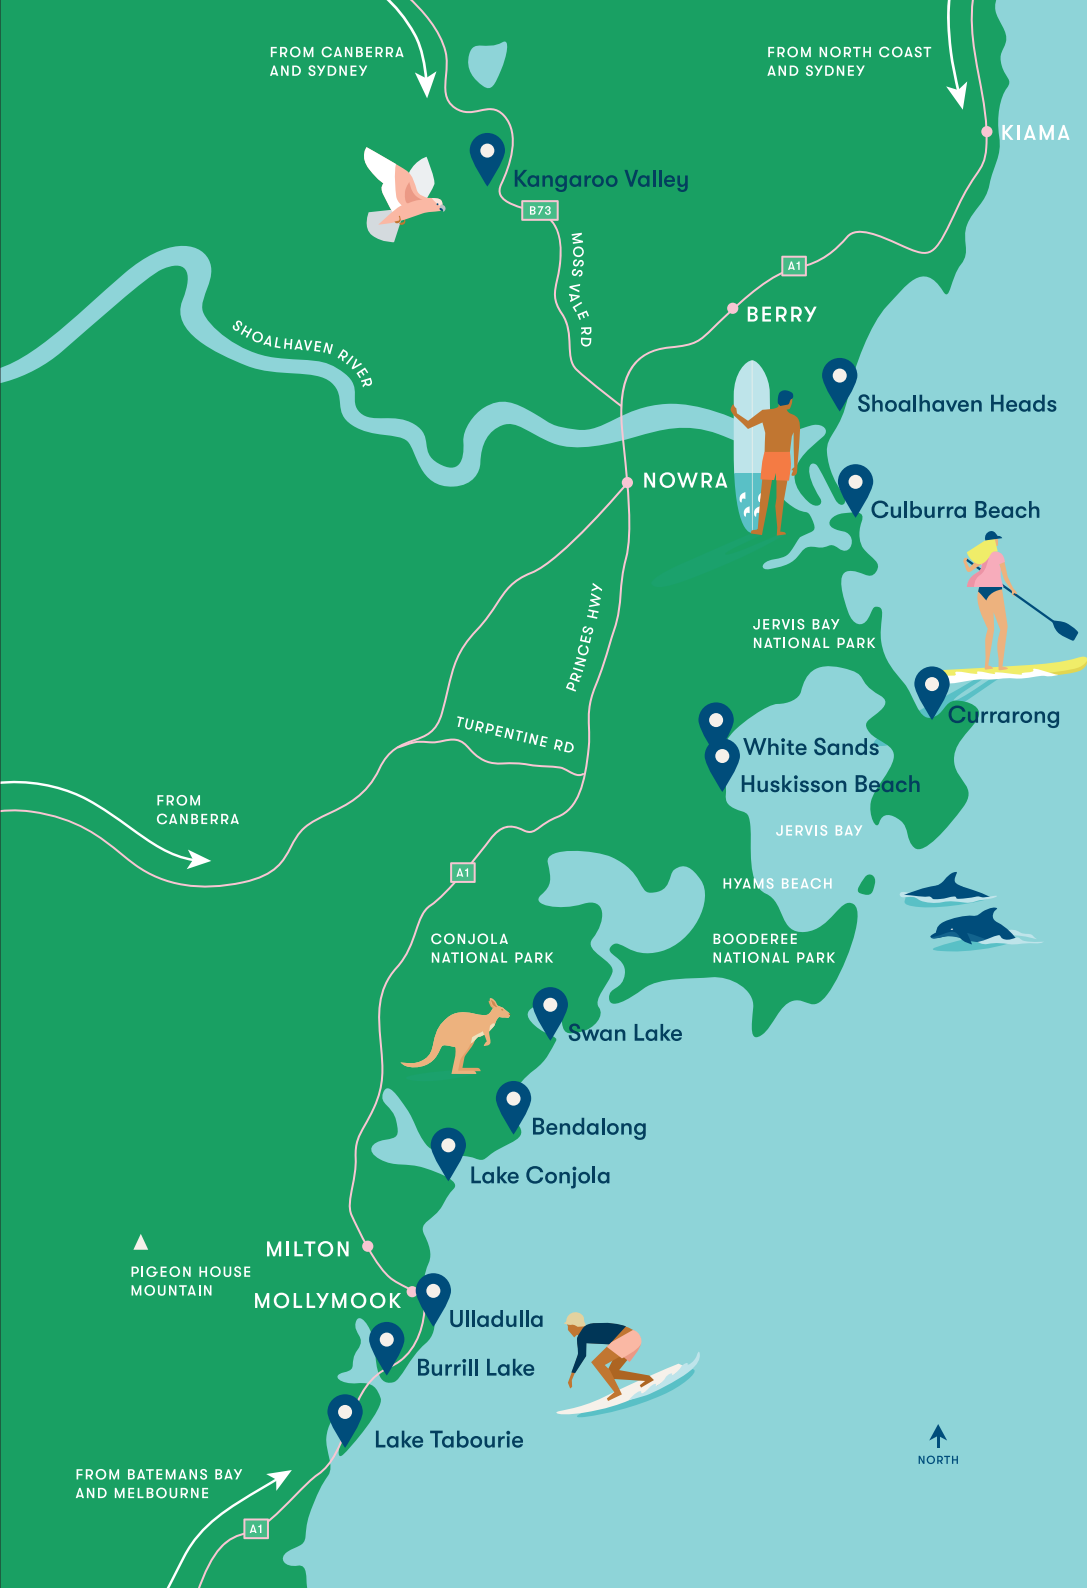 FROM CANBERRA
AND SYDNEY
FROM NORTH COAST
AND SYDNEY
KIAMA
Kangaroo Valley
B73
MOSS VALE RD
A1
BERRY
SHOALHAVEN RIVER
Shoalhaven Heads
NOWRA
Culburra Beach
PRINCES HWY
JERVIS BAY
NATIONAL PARK
Currarong
TURPENTINE RD
White Sands
Huskisson Beach
FROM
CANBERRA
JERVIS BAY
A1
HYAMS BEACH
CONJOLA
NATIONAL PARK
BOODEREE
NATIONAL PARK
Swan Lake
Bendalong
Lake Conjola
MILTON
PIGEON HOUSE
MOUNTAIN
MOLLYMOOK
Ulladulla
Burrill Lake
Lake Tabourie
NORTH
FROM BATEMANS BAY
AND MELBOURNE
A1